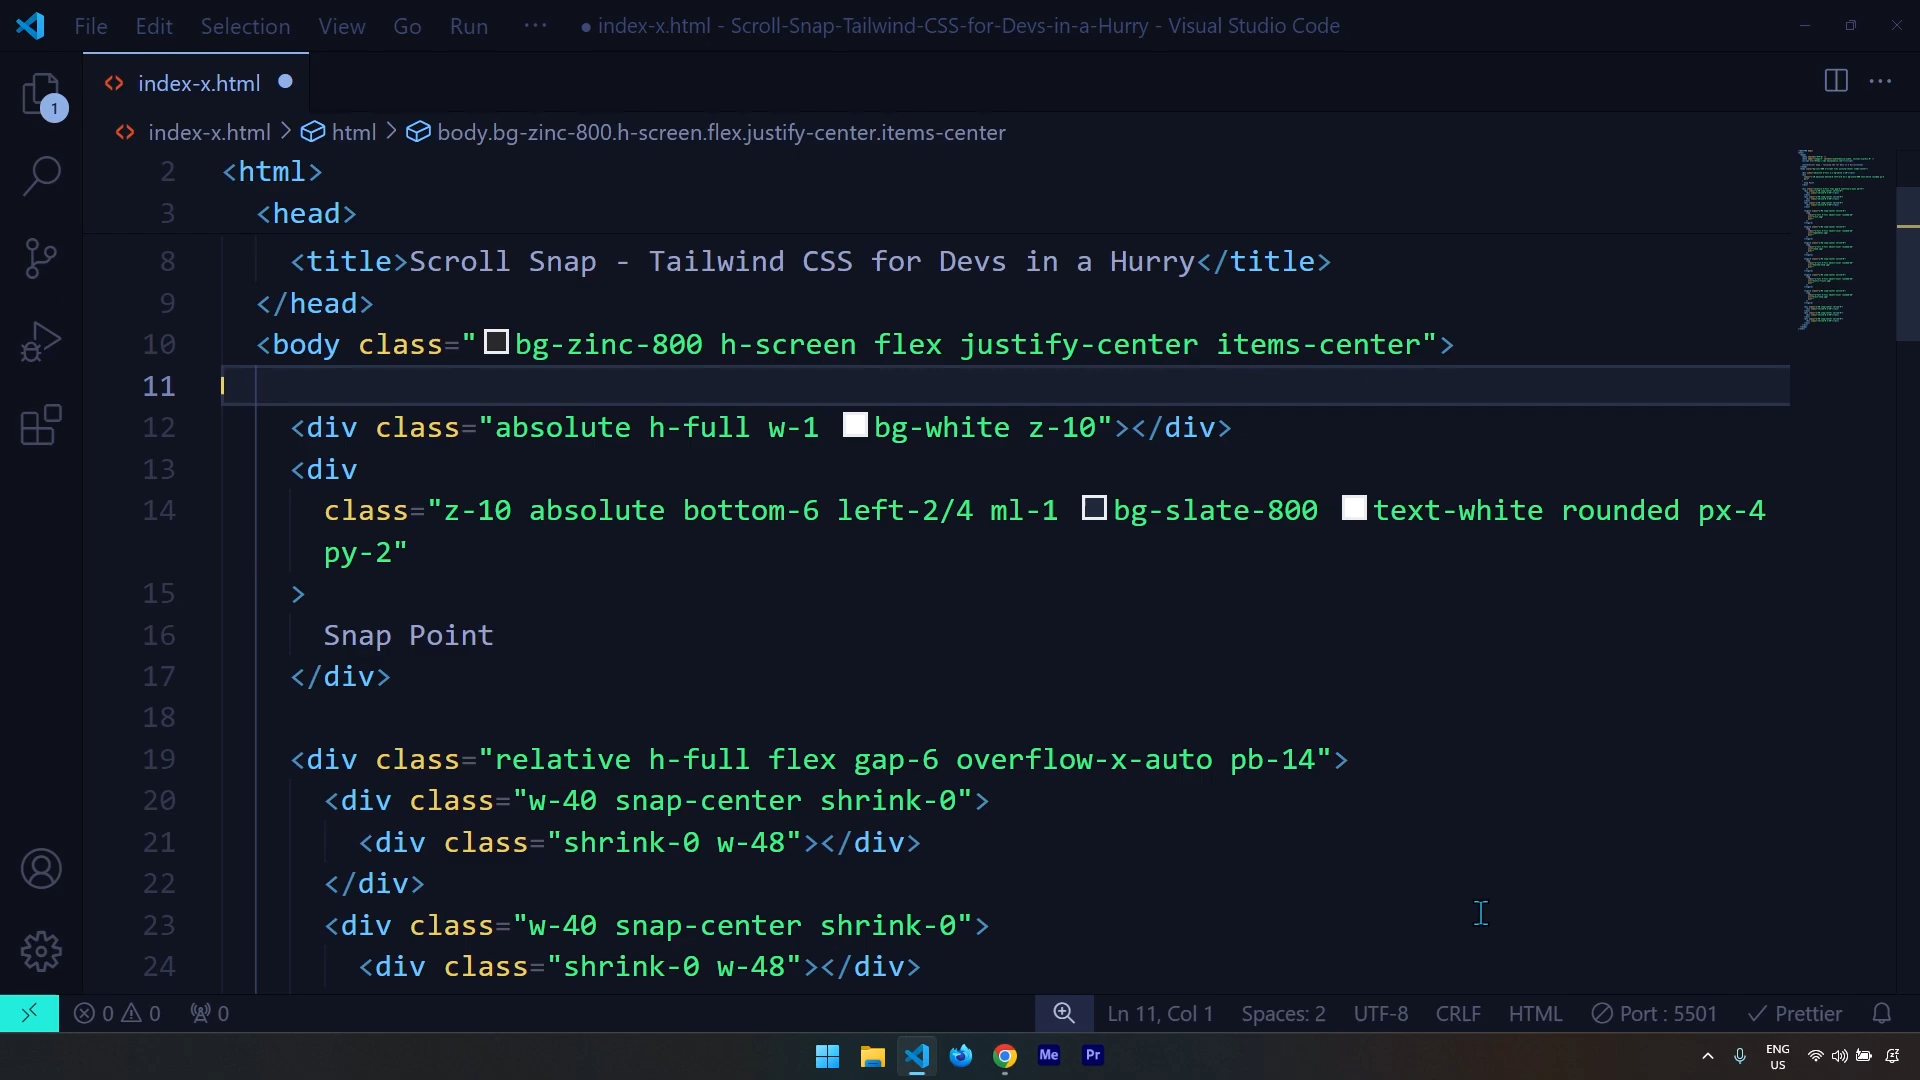 File Edit Selection View Go Run ··· ● index-x.html - Scroll-Snap-Tailwind-CSS-for-Devs-in-a-Hurry - Visual Studio Code
index-x.html
1
index-x.html > html > body.bg-zinc-800.h-screen.flex.justify-center.items-center
2 <html>
3 <head>
8 <title>Scroll Snap - Tailwind CSS for Devs in a Hurry</title>
9 </head>
10 <body class="bg-zinc-800 h-screen flex justify-center items-center">
11
12 <div class="absolute h-full w-1 bg-white z-10"></div>
13 <div
14 class="z-10 absolute bottom-6 left-2/4 ml-1 bg-slate-800 text-white rounded px-4
py-2"
15 >
16 Snap Point
17 </div>
18
19 <div class="relative h-full flex gap-6 overflow-x-auto pb-14">
20 <div class="w-40 snap-center shrink-0">
21 <div class="shrink-0 w-48"></div>
22 </div>
23 <div class="w-40 snap-center shrink-0">
24 <div class="shrink-0 w-48"></div>
0 0 0 Ln 11, Col 1 Spaces: 2 UTF-8 CRLF HTML Port : 5501 Prettier
Me Pr ENG
US